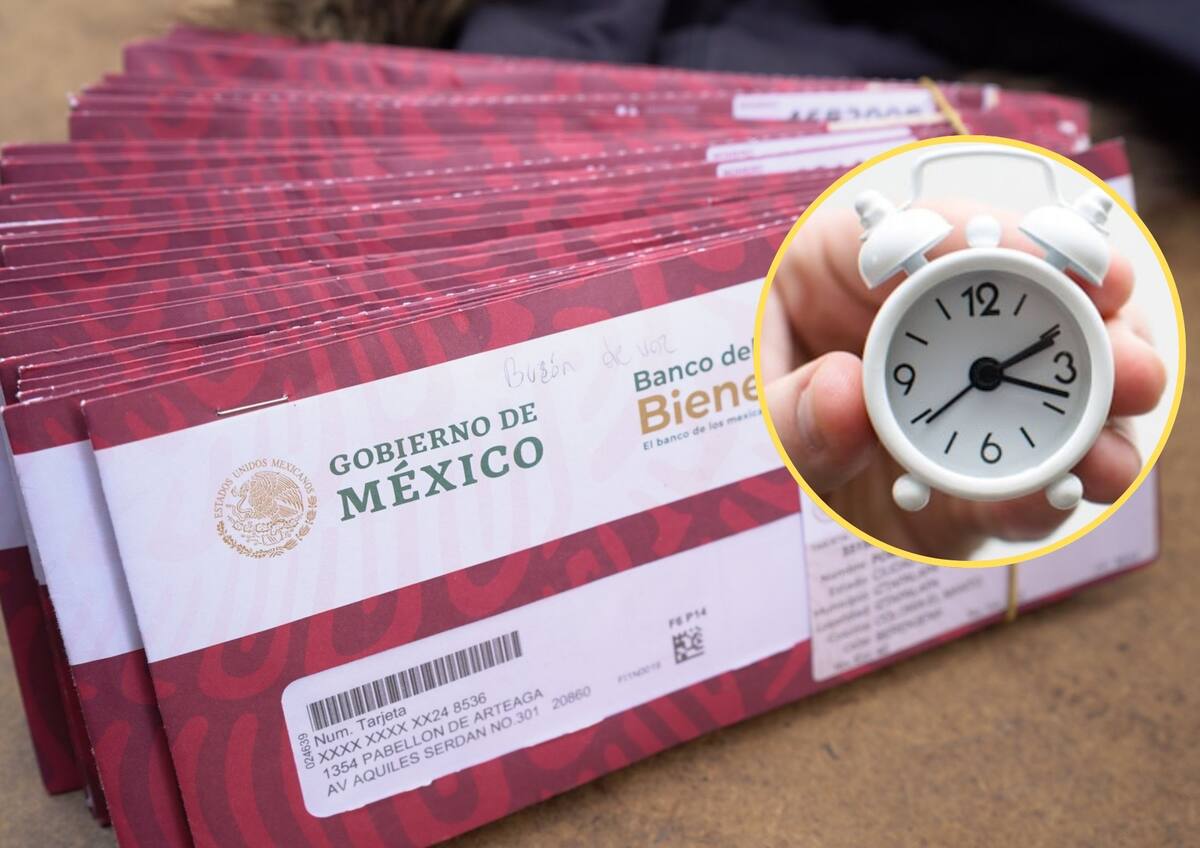 Buzón de voz
GOBIERNO DE
MÉXICO
ESTADOS UNIDOS MEXICANOS
Banco del
Biene
El banco de los mexica
024639
Num. Tarjeta
XXXX XXXX XX24 8536
1354 PABELLON DE ARTEAGA
AV AQUILES SERDAN NO.301 20860
F6 P14
12
3
6
9